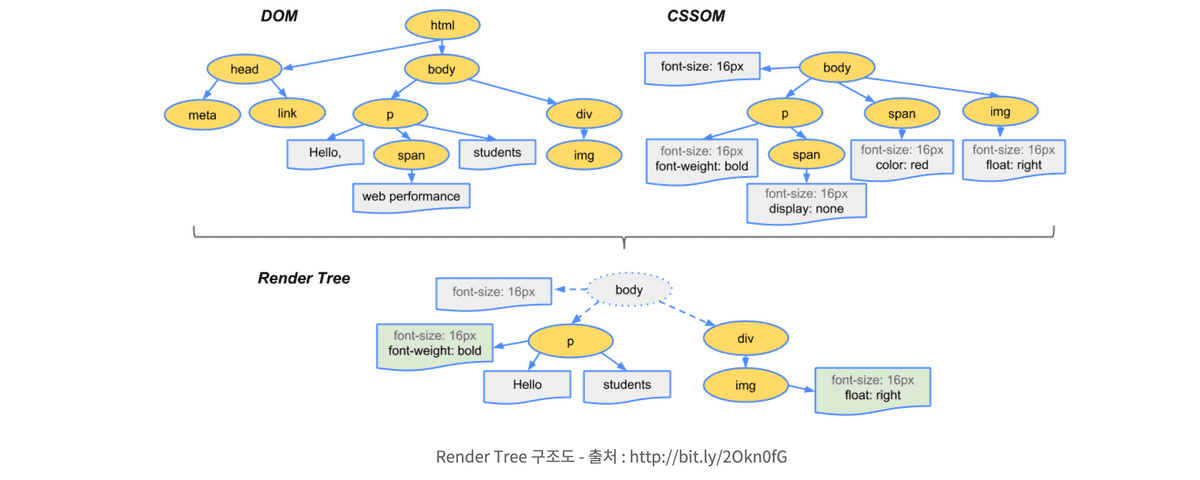 DOM
html
head
body
meta
link
p
div
Hello,
span
students
img
web performance
CSSOM
font-size: 16px
body
p
span
img
font-size: 16px
font-weight: bold
span
font-size: 16px
color: red
font-size: 16px
float: right
font-size: 16px
display: none
Render Tree
font-size: 16px
body
font-size: 16px
font-weight: bold
p
div
Hello
students
img
font-size: 16px
float: right
Render Tree 구조도 - 출처 : http://bit.ly/2Okn0fG